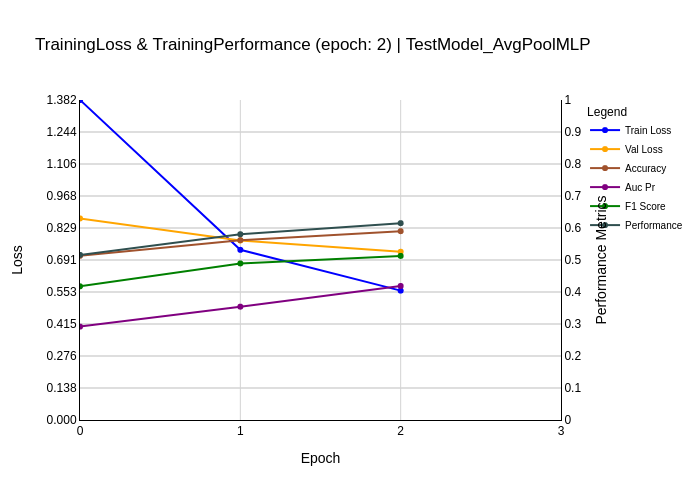 TrainingLoss & TrainingPerformance (epoch: 2) | TestModel_AvgPoolMLP
1.382
1.244
1.106
0.968
0.829
0.691
0.553
0.415
0.276
0.138
0.000
Loss
0
1
2
3
Epoch
1
0.9
0.8
0.7
0.6
0.5
0.4
0.3
0.2
0.1
0
Performance Metrics
Legend
Train Loss
Val Loss
Accuracy
Auc Pr
F1 Score
Performance